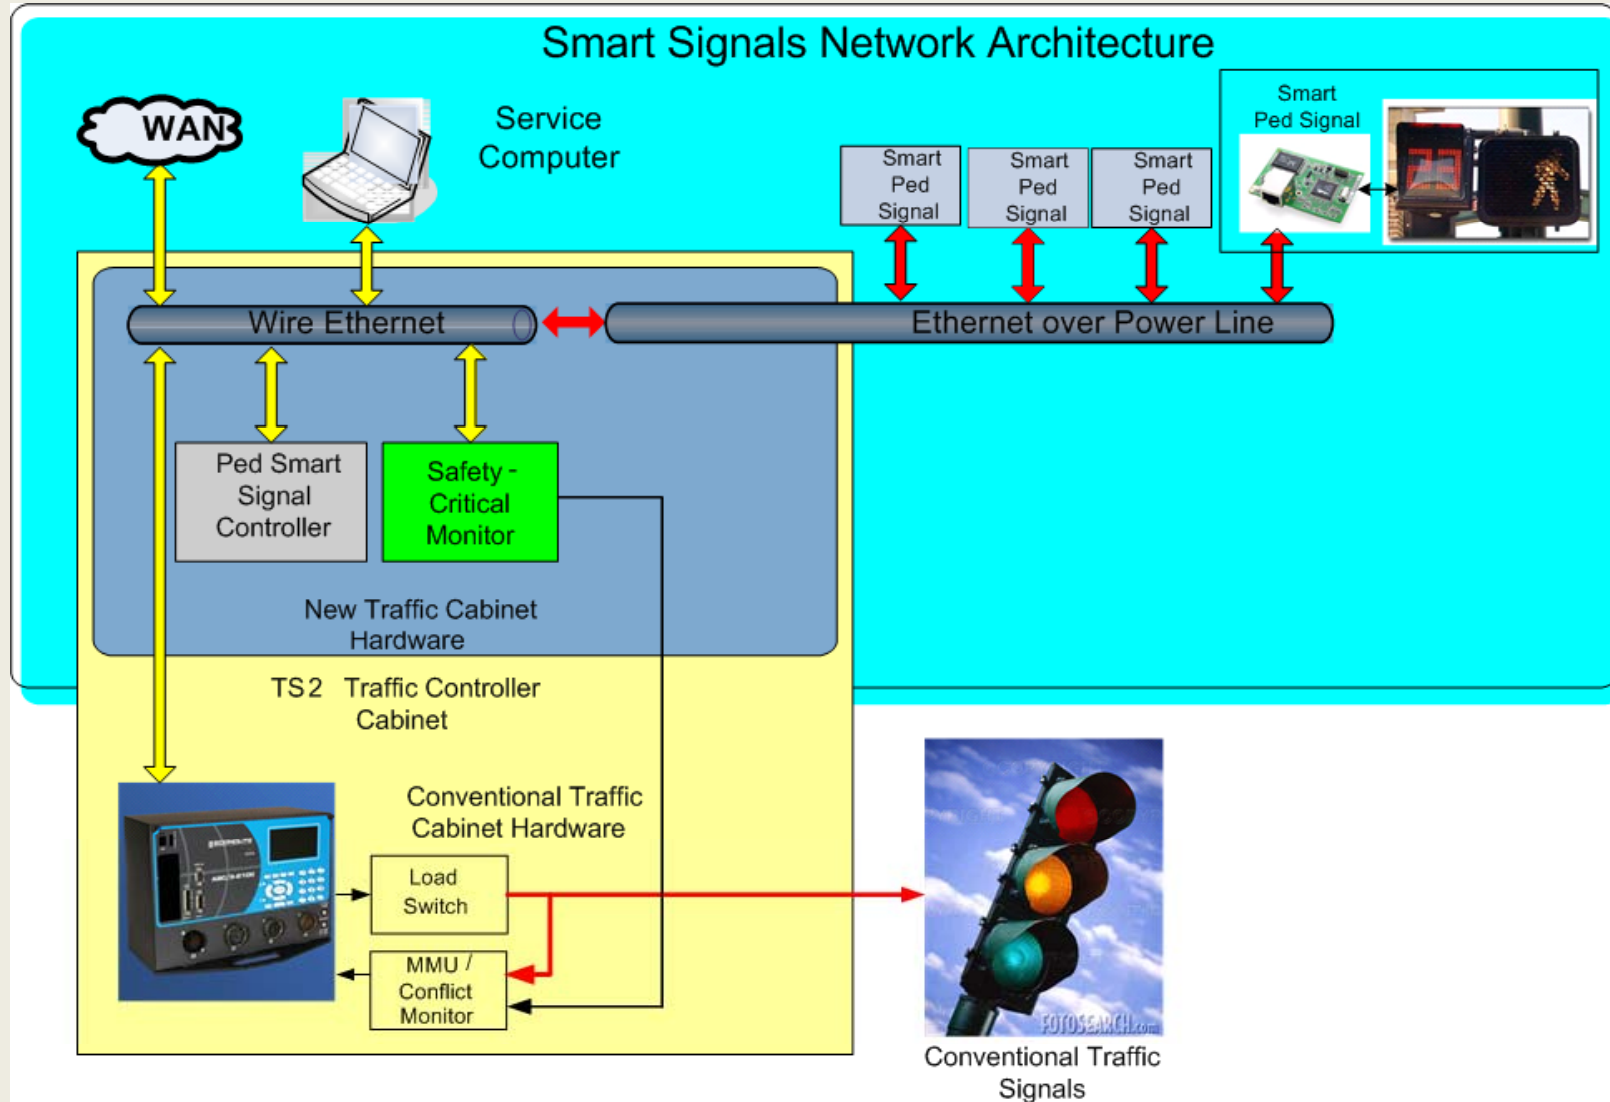 Smart Signals Network Architecture
WAN
Service
Computer
Smart
Ped
Signal
Smart
Ped
Signal
Smart
Ped
Signal
Smart
Ped Signal
Wire Ethernet
Ethernet over Power Line
Ped Smart
Signal
Controller
Safety-
Critical
Monitor
New Traffic Cabinet
Hardware
TS2 Traffic Controller
Cabinet
Conventional Traffic
Cabinet Hardware
Load
Switch
MMU /
Conflict
Monitor
FOTOSEARCH.com
Conventional Traffic
Signals